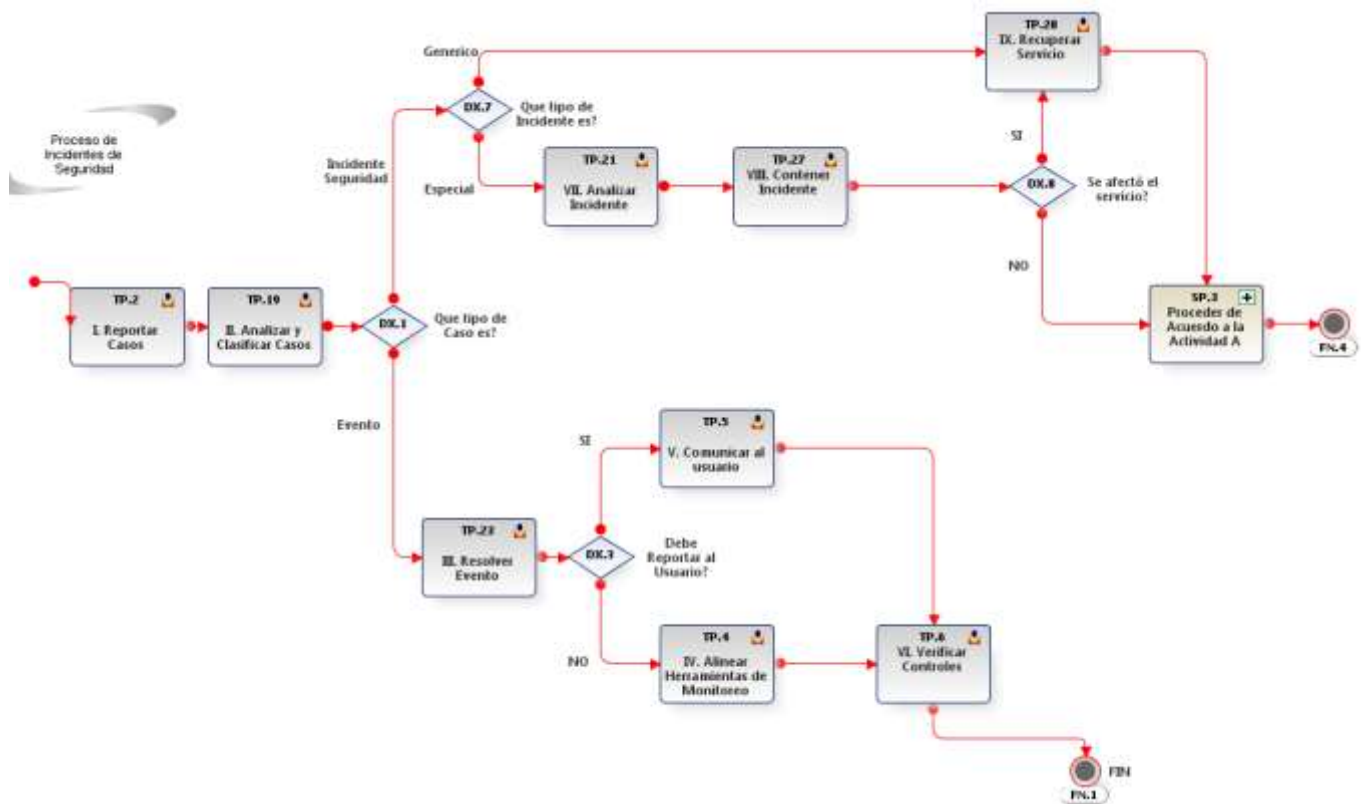 TP.28
IX. Recuperar
Servicio
Generico
DX.7
Que tipo de
Incidente es?
Proceso de
Incidentes de
Seguridad
Incidente
Seguridad
Especial
TP.21
VII. Analizar
Incidente
TP.27
VIII. Contener
Incidente
SI
DX.8
Se afectó el
servicio?
NO
TP.2
I. Reportar
Casos
TP.19
II. Analizar y
Clasificar Casos
DX.1
Que tipo de
Caso es?
SP.3
Proceder de
Acuerdo a la
Actividad A
FN.4
Evento
SI
TP.5
V. Comunicar al
usuario
TP.23
III. Resolver
Evento
DX.3
Debe
Reportar al
Usuario?
NO
TP.4
IV. Alinear
Herramientas de
Monitoreo
TP.6
VI. Verificar
Controles
FIN
FN.1